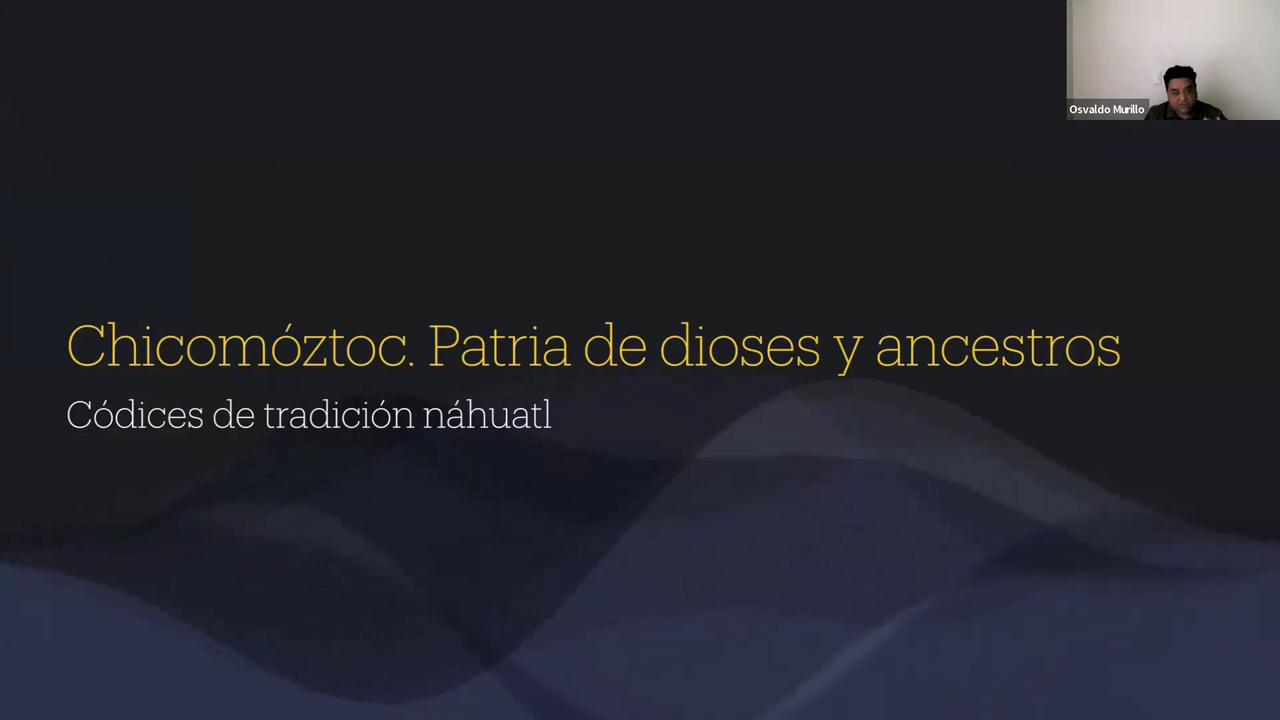 Osvaldo Murillo
Chicomóztoc. Patria de dioses y ancestros
Códices de tradición náhuatl